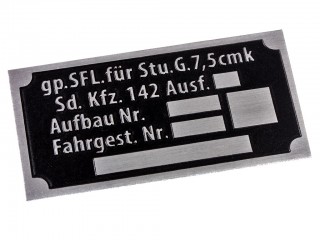 gp.SFL.für Stu.G.7,5cmk
Sd. Kfz. 142 Ausf.
Aufbau Nr.
Fahrgest. Nr.